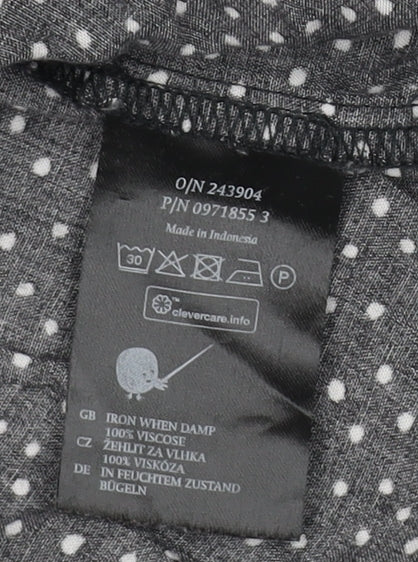 O/N 243904
P/N 0971855 3
Made in Indonesia
30 P
™ clevercare.info
GB IRON WHEN DAMP
100% VISCOSE
CZ ŽEHLIT ZA VLHKA
100% VISKÓZA
DE IN FEUCHTEM ZUSTAND
BÜGELN